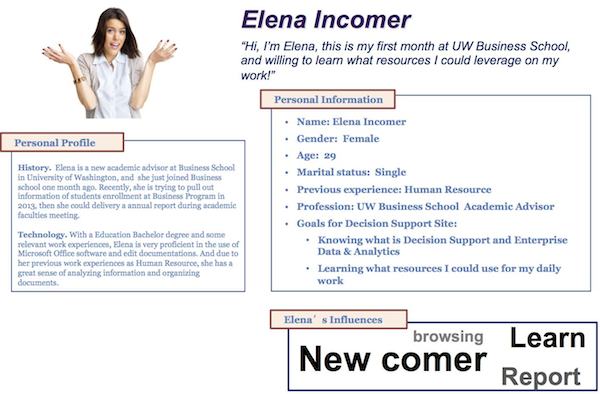 Elena Incomer
“Hi, I’m Elena, this is my first month at UW Business School,
and willing to learn what resources I could leverage on my
work!”
Personal Profile
History. Elena is a new academic advisor at Business School
in University of Washington, and she just joined Business
school one month ago. Recently, she is trying to pull out
information of students enrollment at Business Program in
2013, then she could delivery a annual report during academic
faculties meeting.
Technology. With a Education Bachelor degree and some
relevant work experiences, Elena is very proficient in the use of
Microsoft Office software and edit documentations. And due to
her previous work experiences as Human Resource, she has a
great sense of analyzing information and organizing
documents.
Personal Information
• Name: Elena Incomer
• Gender: Female
• Age: 29
• Marital status: Single
• Previous experience: Human Resource
• Profession: UW Business School Academic Advisor
• Goals for Decision Support Site:
• Knowing what is Decision Support and Enterprise
Data & Analytics
• Learning what resources I could use for my daily
work
Elena’s Influences
browsing
Learn
New comer
Report